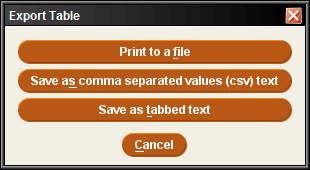 Export Table
Print to a file
Save as comma separated values (csv) text
Save as tabbed text
Cancel